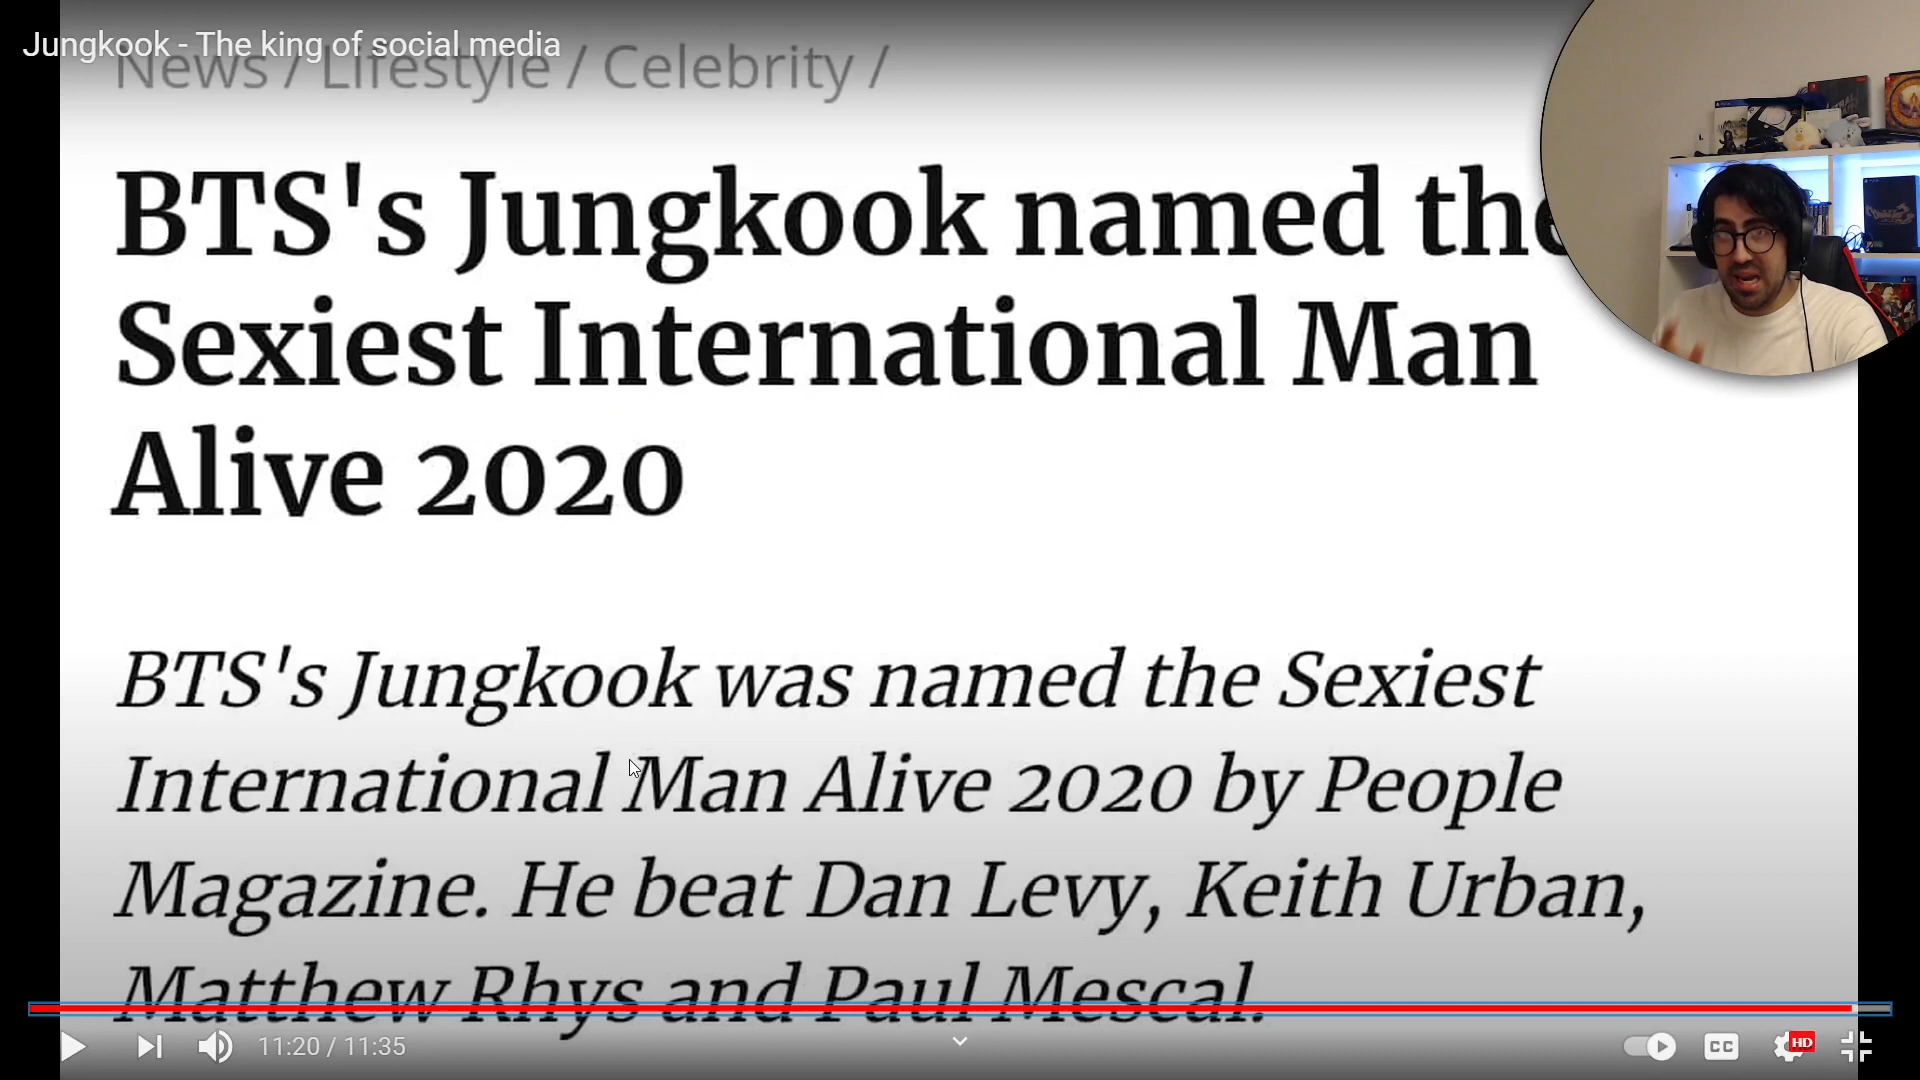 Jungkook - The king of social media
News / Lifestyle / Celebrity /
BTS's Jungkook named the
Sexiest International Man
Alive 2020
BTS's Jungkook was named the Sexiest
International Man Alive 2020 by People
Magazine. He beat Dan Levy, Keith Urban,
Matthew Rhys and Paul Mescal.
11:20 / 11:35
CC
HD